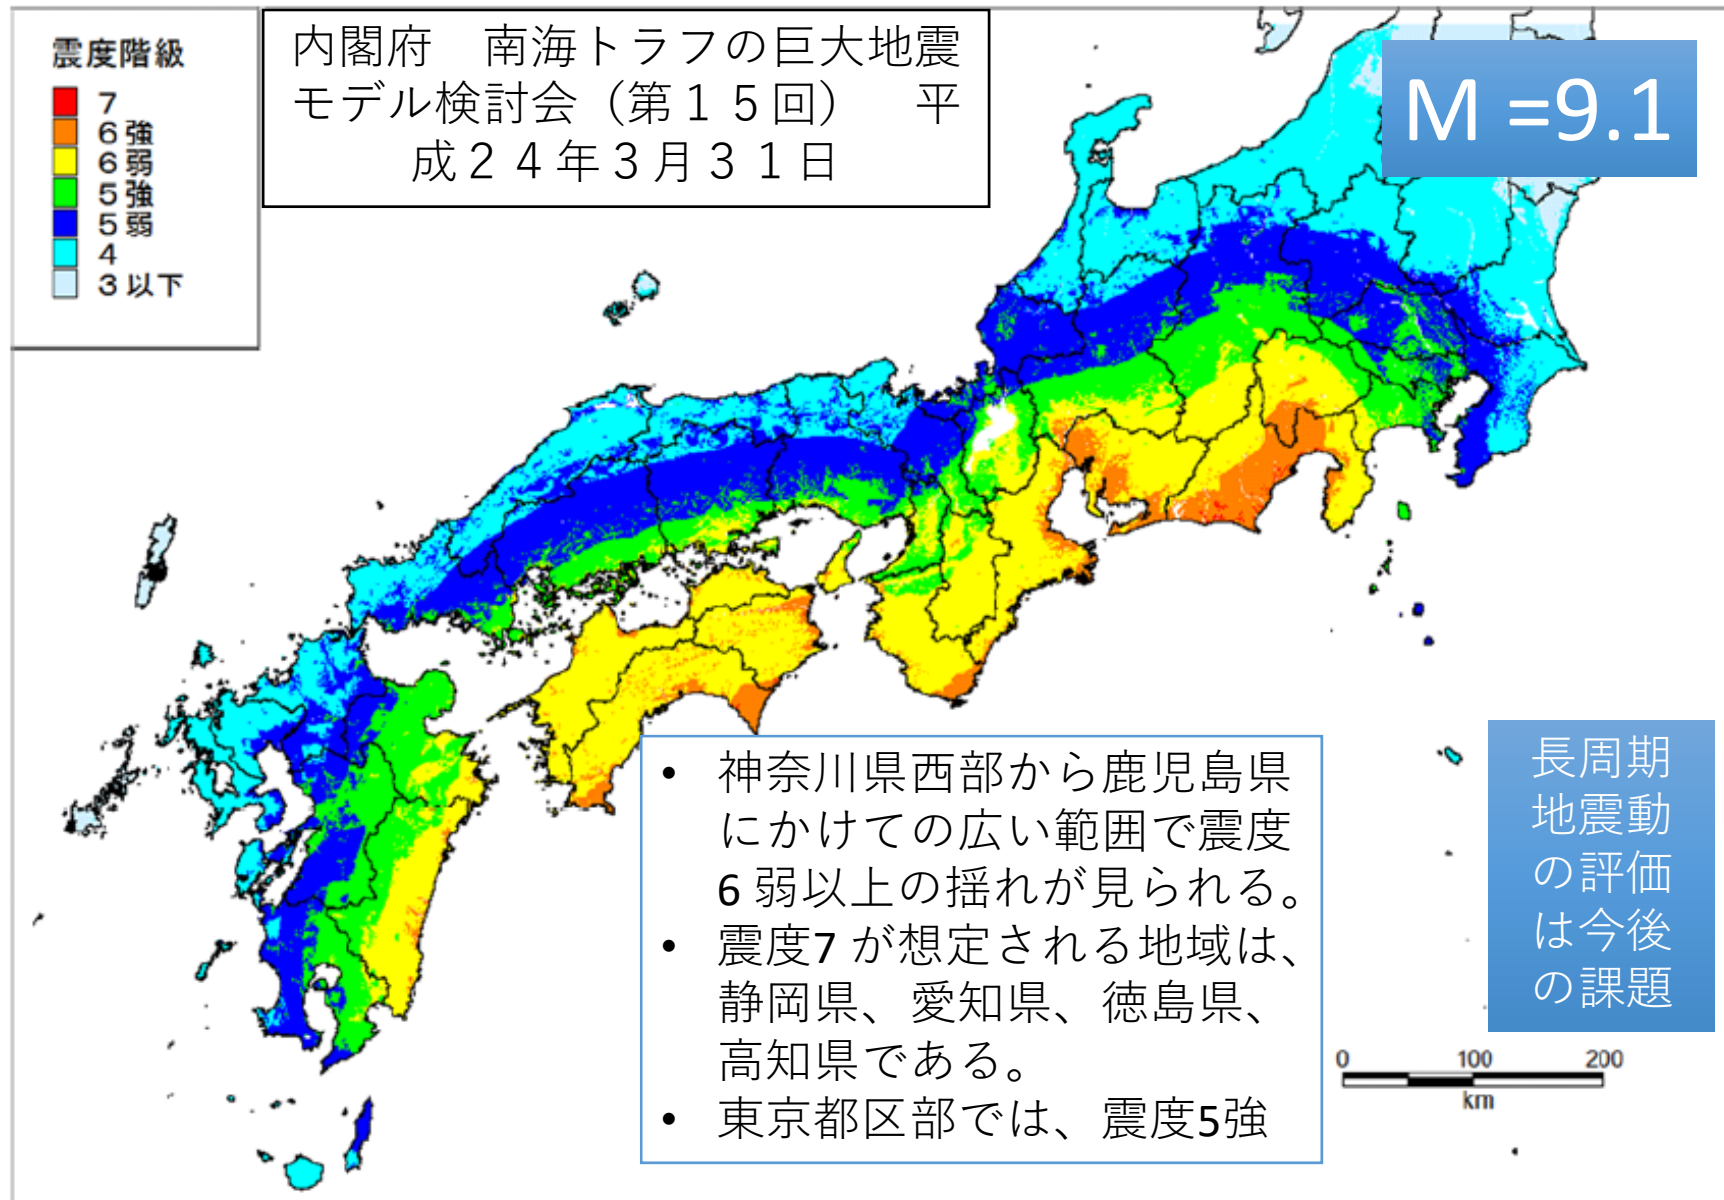 震度階級
7
6強
6弱
5強
5弱
4
3以下
内閣府　南海トラフの巨大地震
モデル検討会（第１５回）　平
成２４年３月３１日
M =9.1
• 神奈川県西部から鹿児島県
にかけての広い範囲で震度
6 弱以上の揺れが見られる。
• 震度7 が想定される地域は、
静岡県、愛知県、徳島県、
高知県である。
• 東京都区部では、震度5強
長周期
地震動
の評価
は今後
の課題
0 100 200
km